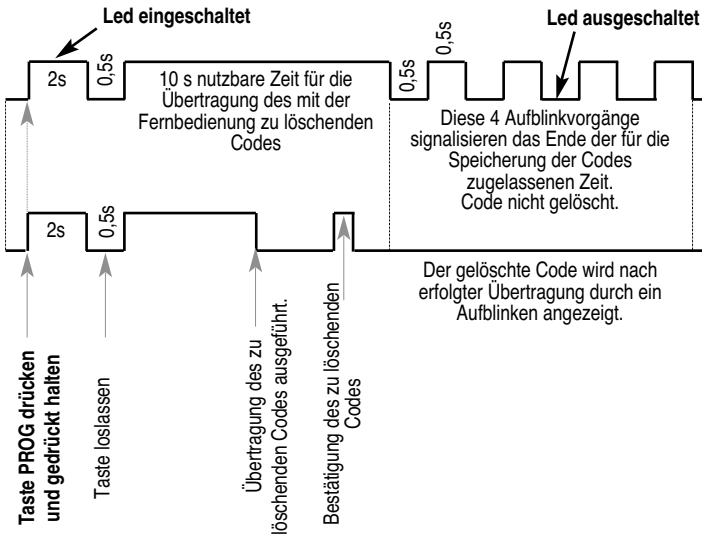 Led eingeschaltet
Led ausgeschaltet
2s
0,5s
10 s nutzbare Zeit für die
Übertragung des mit der
Fernbedienung zu löschenden
Codes
0,5s
0,5s
Diese 4 Aufblinkvorgänge
signalisieren das Ende der für die
Speicherung der Codes
zugelassenen Zeit.
Code nicht gelöscht.
2s
0,5s
Der gelöschte Code wird nach
erfolgter Übertragung durch ein
Aufblinken angezeigt.
Taste PROG drücken
und gedrückt halten
Taste loslassen
Übertragung des zu
löschenden Codes ausgeführt.
Bestätigung des zu löschenden
Codes